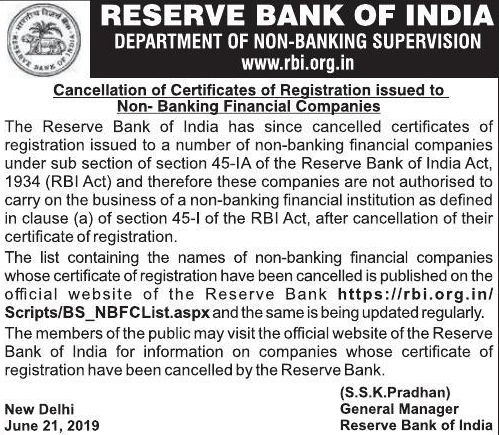 RESERVE BANK OF INDIA
DEPARTMENT OF NON-BANKING SUPERVISION
www.rbi.org.in
Cancellation of Certificates of Registration issued to
Non- Banking Financial Companies
The Reserve Bank of India has since cancelled certificates of
registration issued to a number of non-banking financial companies
under sub section of section 45-IA of the Reserve Bank of India Act,
1934 (RBI Act) and therefore these companies are not authorised to
carry on the business of a non-banking financial institution as defined
in clause (a) of section 45-I of the RBI Act, after cancellation of their
certificate of registration.
The list containing the names of non-banking financial companies
whose certificate of registration have been cancelled is published on the
official website of the Reserve Bank https://rbi.org.in/
Scripts/BS_NBFCList.aspx and the same is being updated regularly.
The members of the public may visit the official website of the Reserve
Bank of India for information on companies whose certificate of
registration have been cancelled by the Reserve Bank.
(S.S.K.Pradhan)
New Delhi General Manager
June 21, 2019 Reserve Bank of India